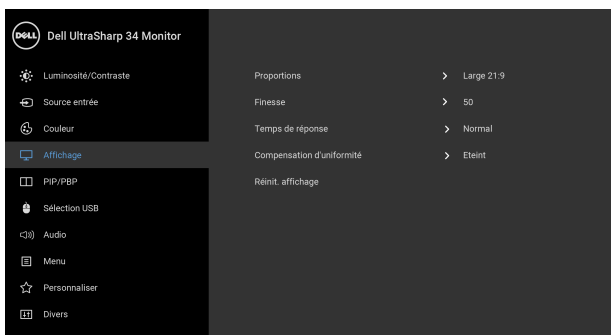 DELL Dell UltraSharp 34 Monitor
Luminosité/Contraste
Source entrée
Couleur
Affichage
PIP/PBP
Sélection USB
Audio
Menu
Personnaliser
Divers
Proportions > Large 21:9
Finesse > 50
Temps de réponse > Normal
Compensation d'uniformité > Eteint
Réinit. affichage